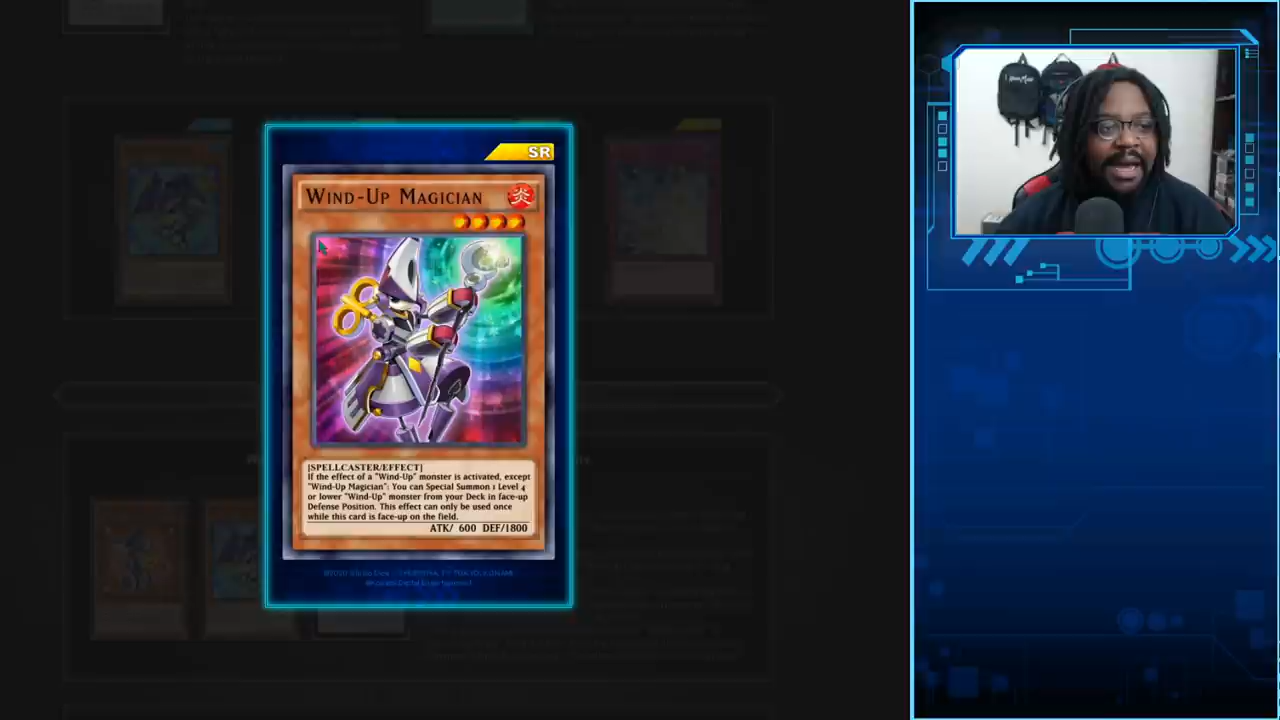 SR
WIND-UP MAGICIAN
炎
[SPELLCASTER/EFFECT]
If the effect of a "Wind-Up" monster is activated, except
"Wind-Up Magician": You can Special Summon 1 Level 4
or lower "Wind-Up" monster from your Deck in face-up
Defense Position. This effect can only be used once
while this card is face-up on the field.
ATK/ 600 DEF/1800